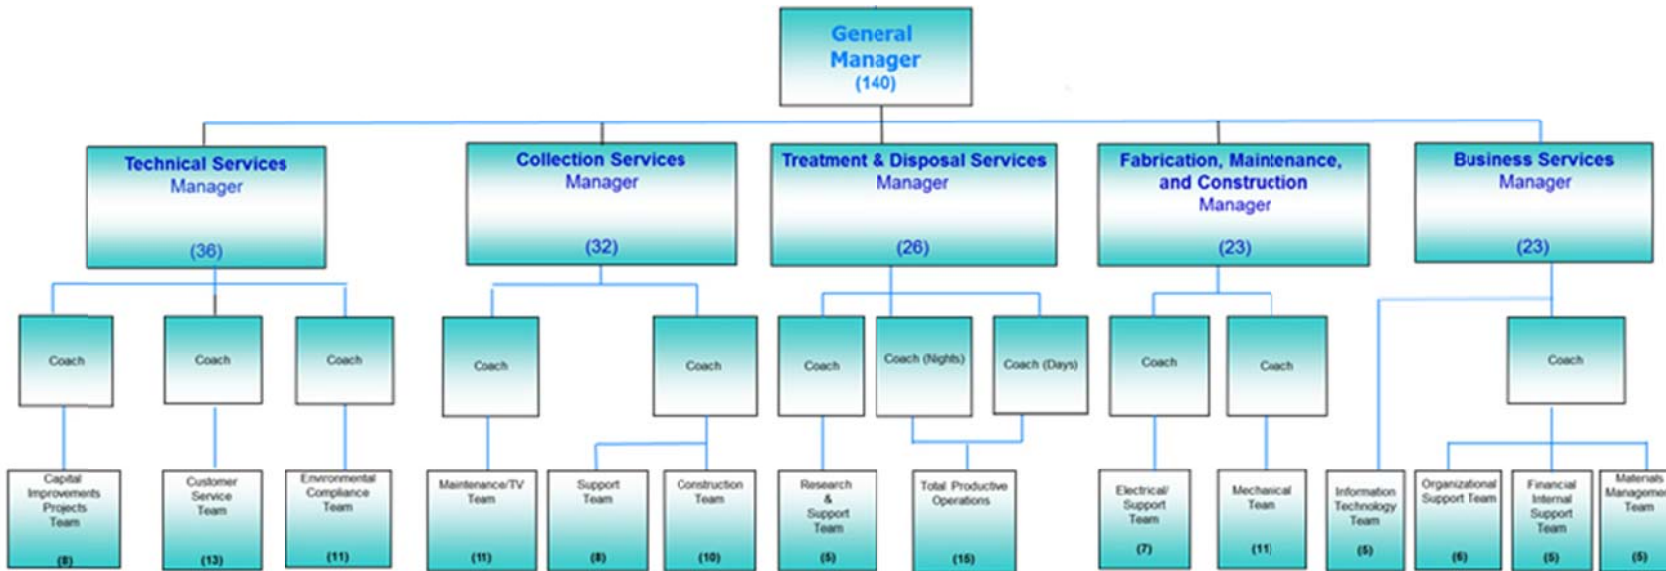 General
Manager
(140)
Technical Services
Manager
(36)
Collection Services
Manager
(32)
Treatment & Disposal Services
Manager
(26)
Fabrication, Maintenance,
and Construction
Manager
(23)
Business Services
Manager
(23)
Coach
Coach
Coach
Coach
Coach
Coach
Coach (Nights)
Coach (Days)
Coach
Coach
Coach
Capital
Improvements
Projects
Team
(8)
Customer
Service
Team
(13)
Environmental
Compliance
Team
(11)
Maintenance/TV
Team
(11)
Support
Team
(8)
Construction
Team
(10)
Research
&
Support
Team
(5)
Total Productive
Operations
(15)
Electrical/
Support
Team
(7)
Mechanical
Team
(11)
Information
Technology
Team
(5)
Organizational
Support Team
(6)
Financial
Internal
Support
Team
(5)
Materials
Managemen
Team
(5)